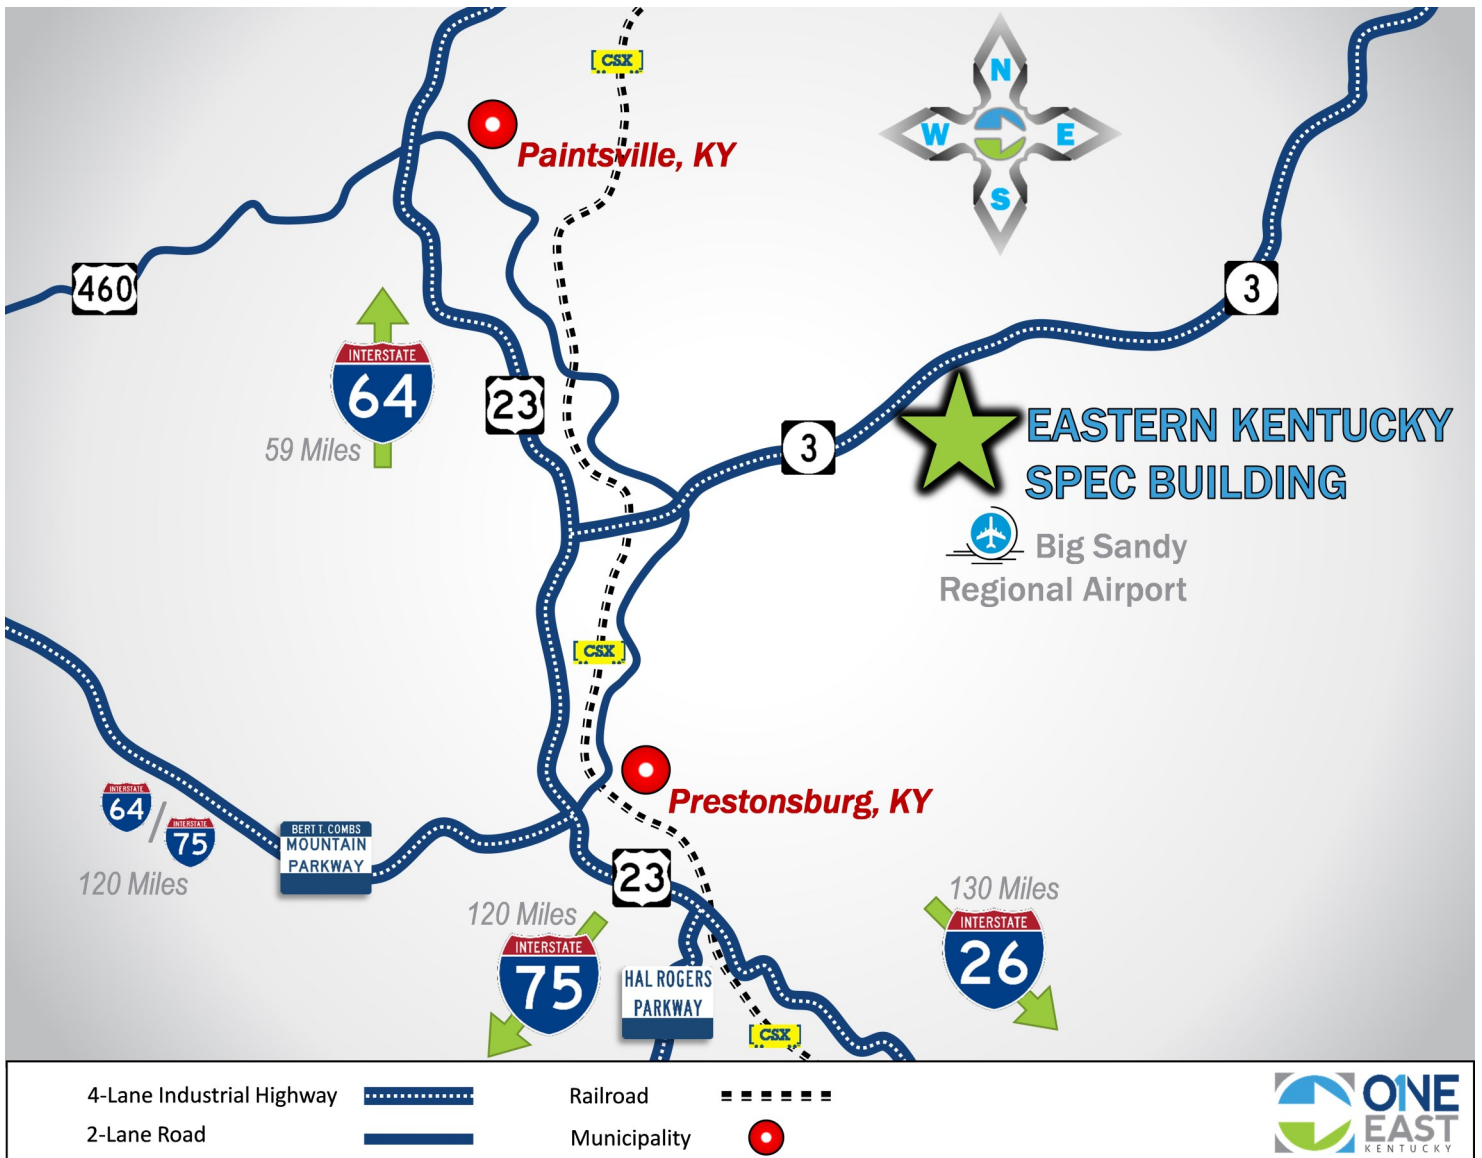 CSX
N
W
E
S
Paintsville, KY
460
3
INTERSTATE
64
59 Miles
23
3
EASTERN KENTUCKY
SPEC BUILDING
Big Sandy
Regional Airport
CSX
Prestonsburg, KY
INTERSTATE
64
/
INTERSTATE
75
120 Miles
BERT T. COMBS
MOUNTAIN
PARKWAY
23
120 Miles
INTERSTATE
75
HAL ROGERS
PARKWAY
130 Miles
INTERSTATE
26
CSX
4-Lane Industrial Highway
2-Lane Road
Railroad
Municipality
ONE
EAST
KENTUCKY